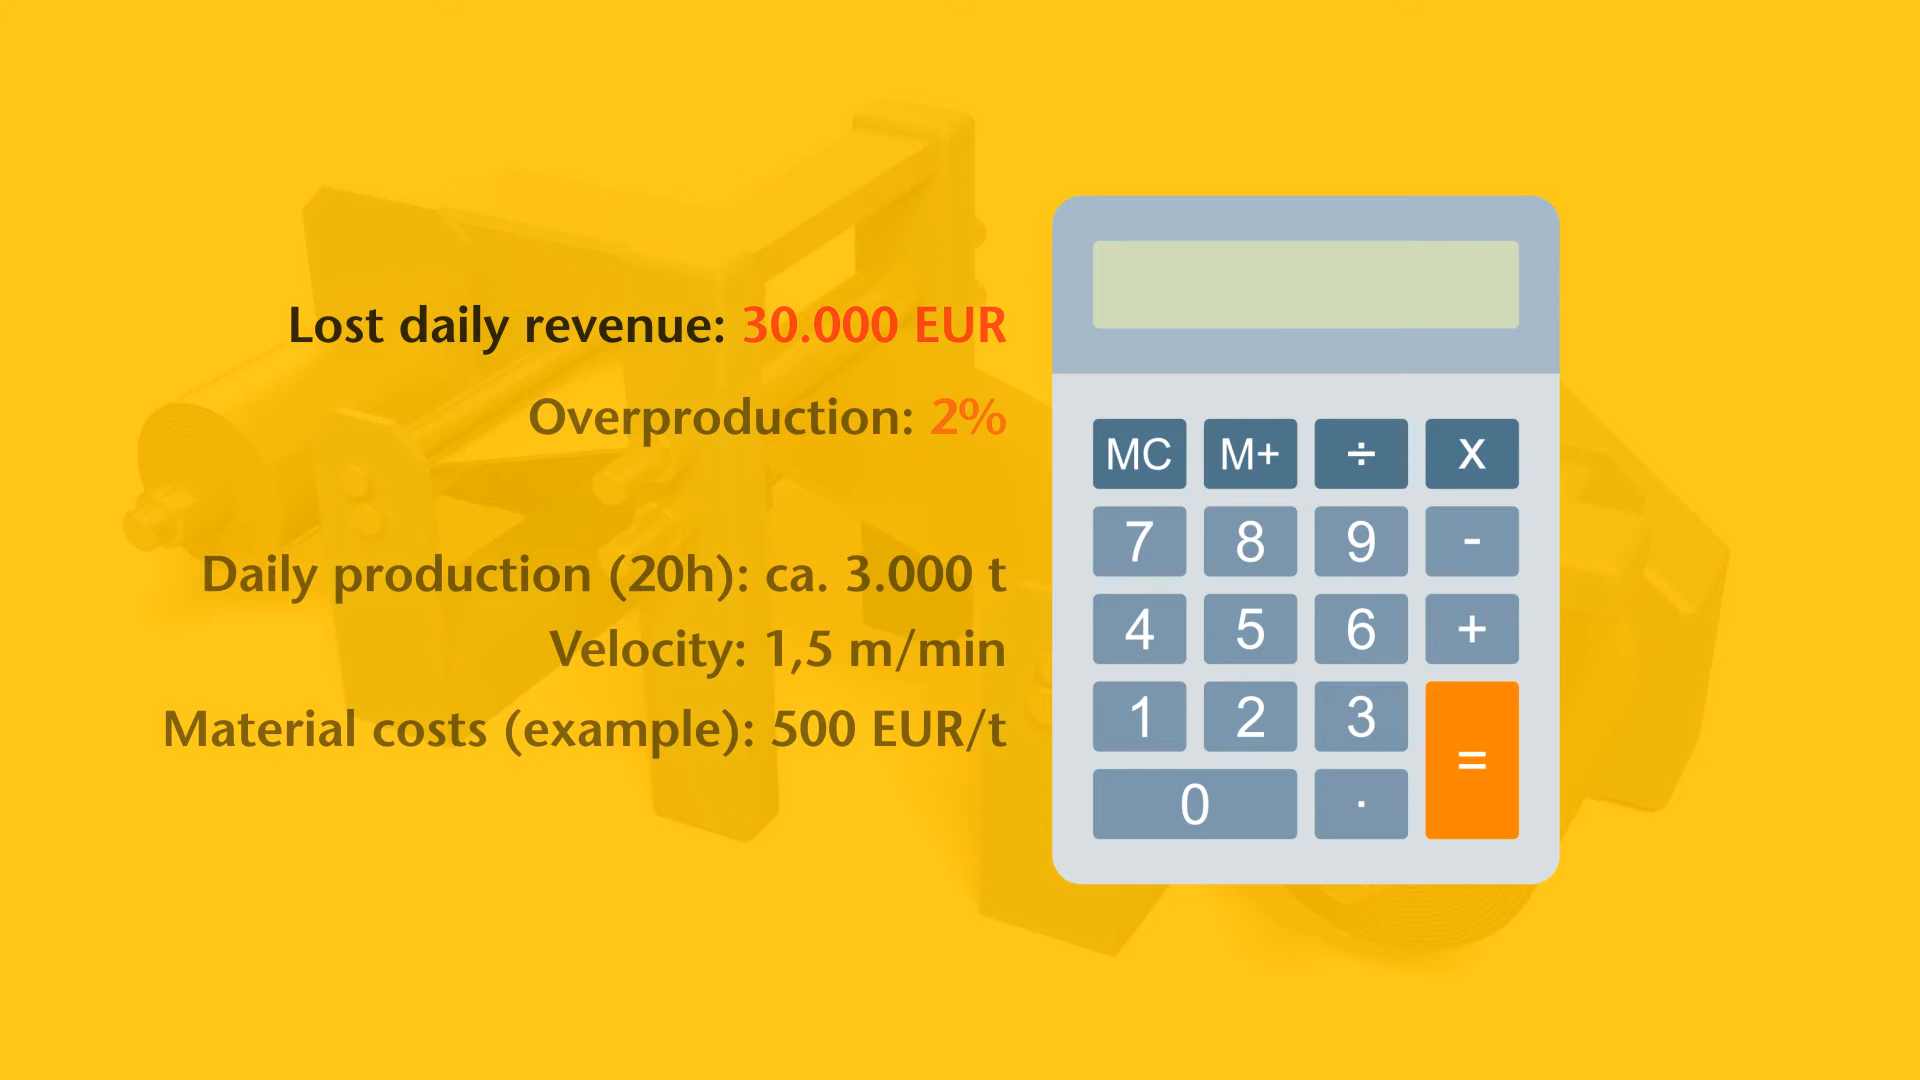 Lost daily revenue: 30.000 EUR
Overproduction: 2%
Daily production (20h): ca. 3.000 t
Velocity: 1,5 m/min
Material costs (example): 500 EUR/t
MC M+ ÷ x
7 8 9 -
4 5 6 +
1 2 3 =
0 ·